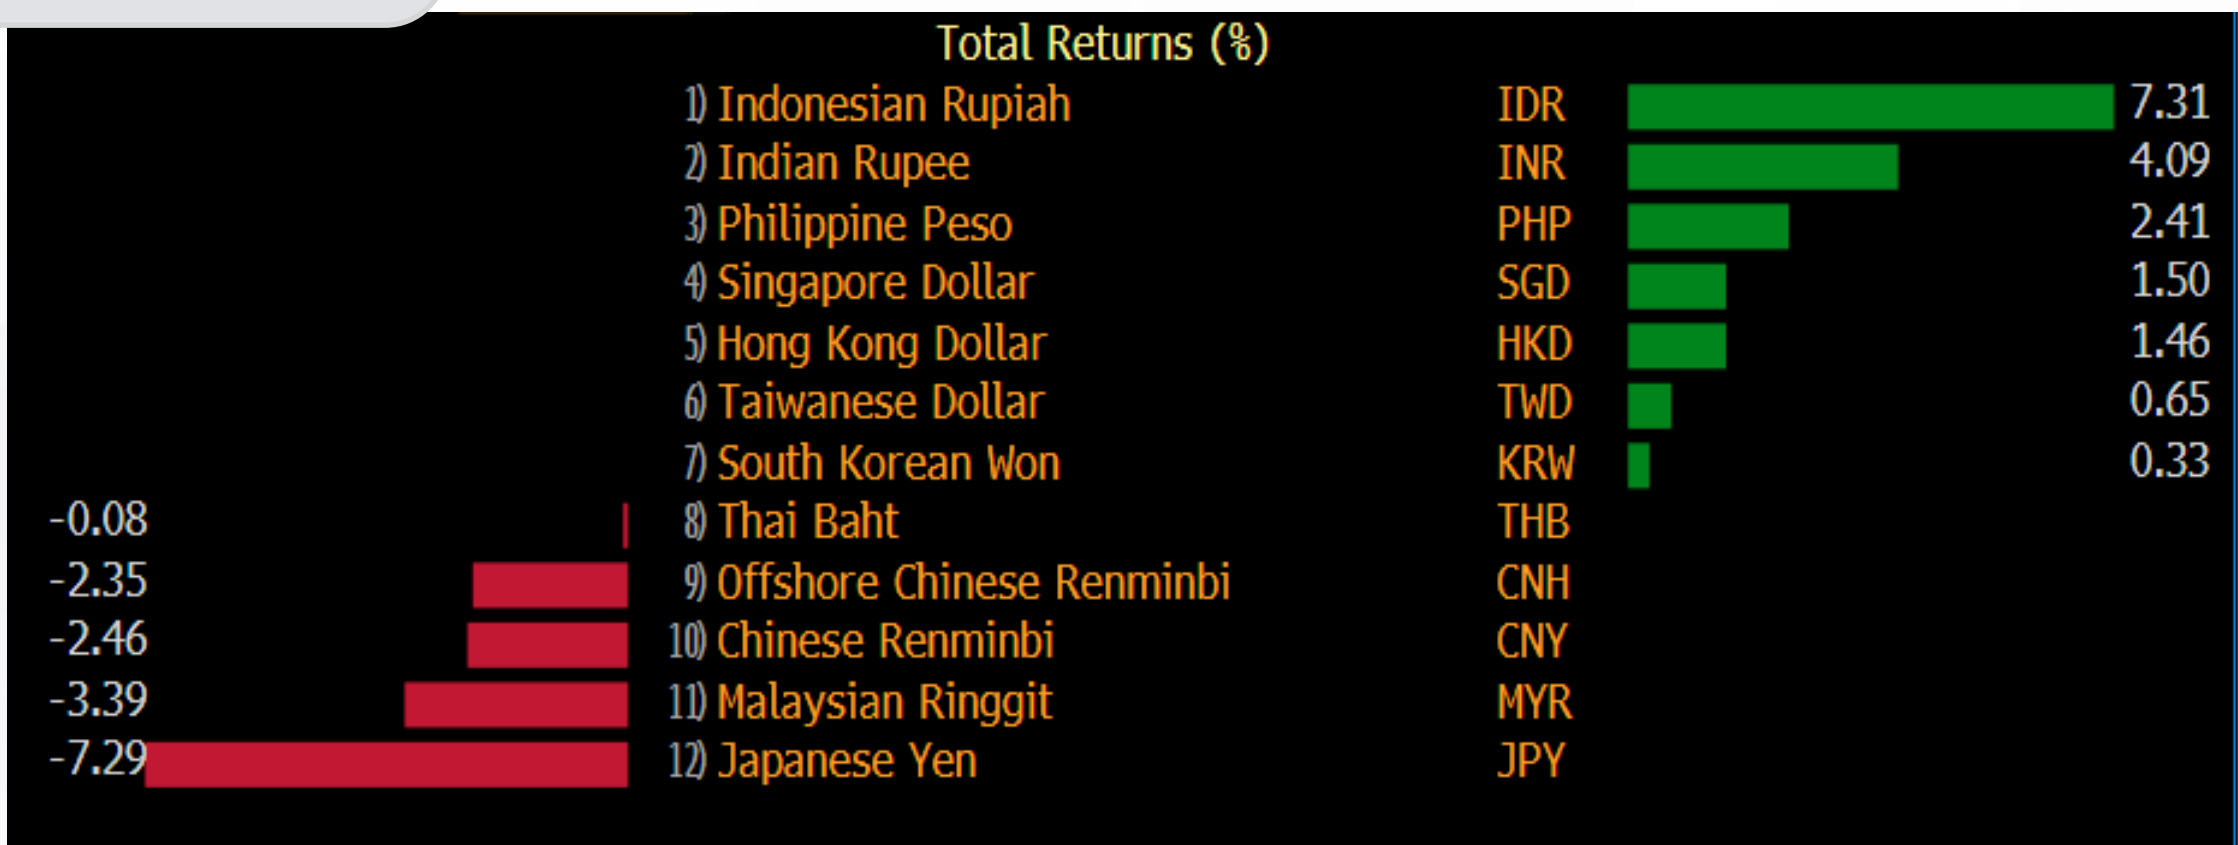 Total Returns (%)
1) Indonesian Rupiah IDR 7.31
2) Indian Rupee INR 4.09
3) Philippine Peso PHP 2.41
4) Singapore Dollar SGD 1.50
5) Hong Kong Dollar HKD 1.46
6) Taiwanese Dollar TWD 0.65
7) South Korean Won KRW 0.33
-0.08 8) Thai Baht THB
-2.35 9) Offshore Chinese Renminbi CNH
-2.46 10) Chinese Renminbi CNY
-3.39 11) Malaysian Ringgit MYR
-7.29 12) Japanese Yen JPY